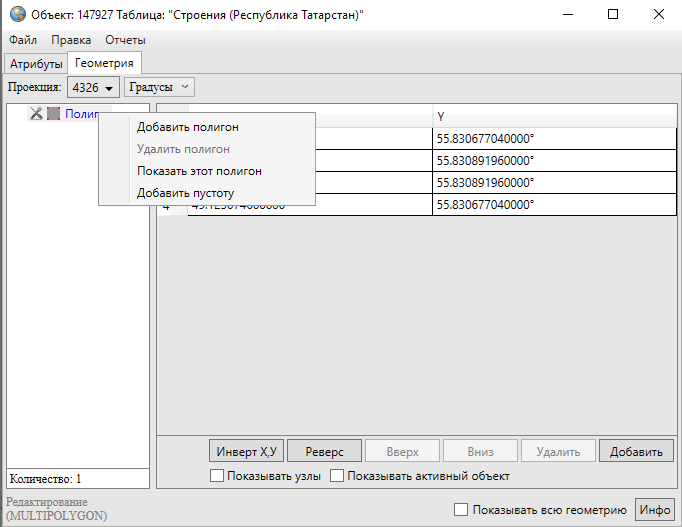 Объект: 147927 Таблица: "Строения (Республика Татарстан)"
Файл Правка Отчеты
Атрибуты Геометрия
Проекция: 4326 Градусы
Y
Добавить полигон
Удалить полигон
Показать этот полигон
Добавить пустоту
55.830677040000°
55.830891960000°
55.830891960000°
55.830677040000°
Инверт X,Y Реверс Вверх Вниз Удалить Добавить
Показывать узлы Показывать активный объект
Количество: 1
Редактирование
(MULTIPOLYGON)
Показывать всю геометрию Инфо